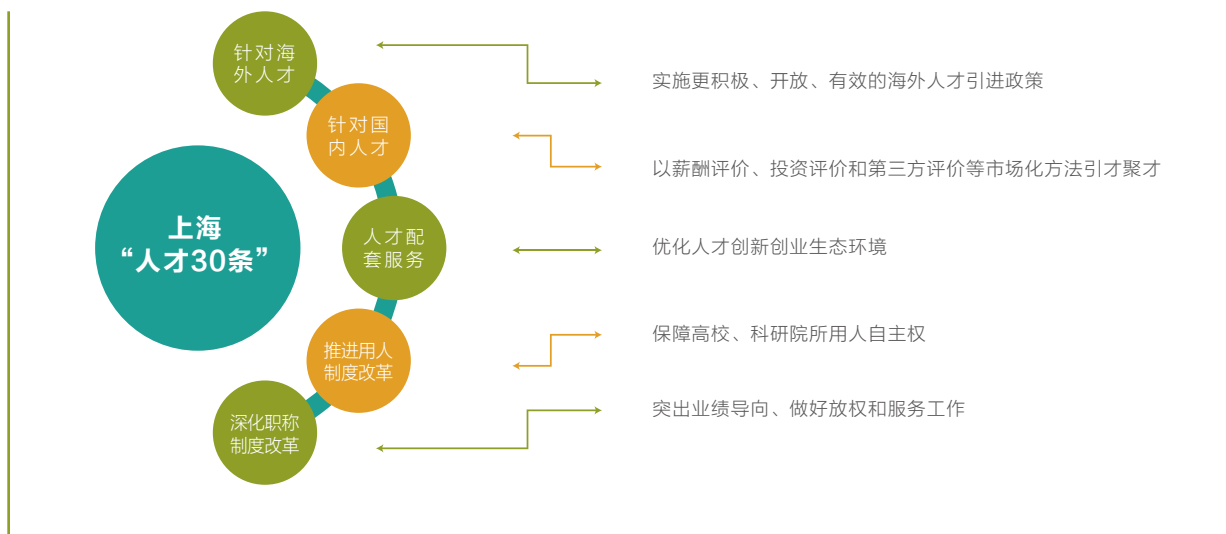 针对海
外人才
实施更积极、开放、有效的海外人才引进政策
针对国
内人才
以薪酬评价、投资评价和第三方评价等市场化方法引才聚才
上海
“人才30条”
人才配
套服务
优化人才创新创业生态环境
推进用人
制度改革
保障高校、科研院所用人自主权
深化职称
制度改革
突出业绩导向、做好放权和服务工作